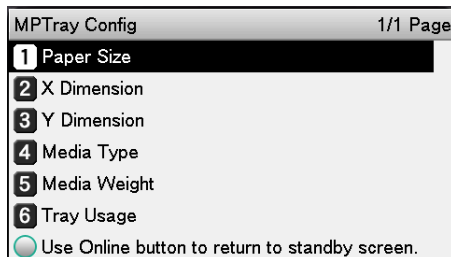 MPTray Config 1/1 Page
1 Paper Size
2 X Dimension
3 Y Dimension
4 Media Type
5 Media Weight
6 Tray Usage
Use Online button to return to standby screen.